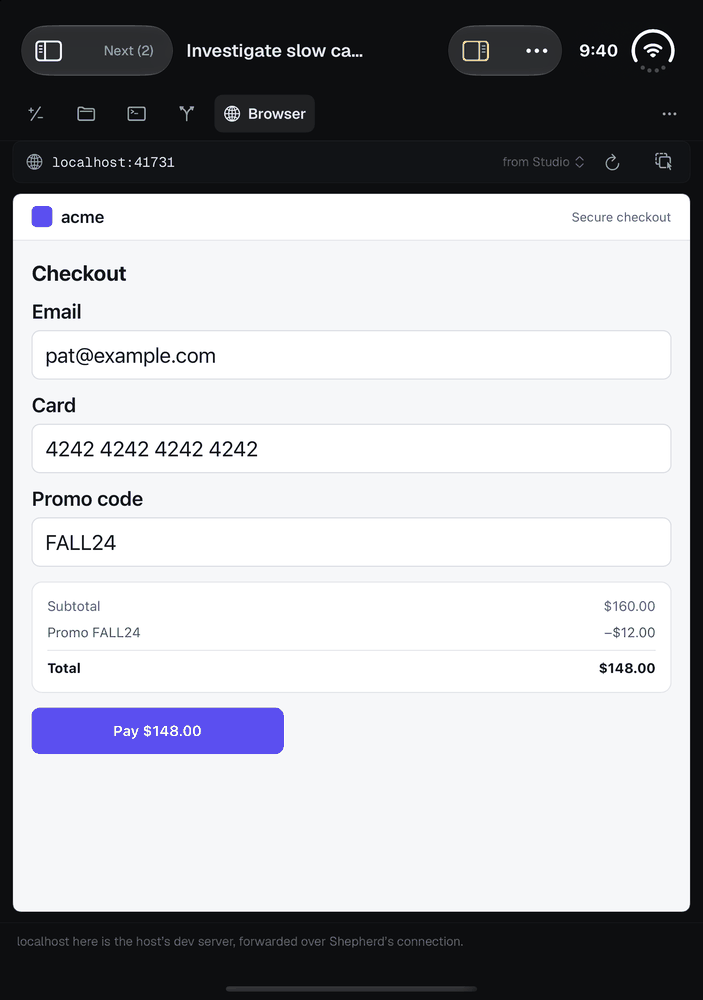 Next (2)
Investigate slow ca...
9:40
Browser
localhost:41731
from Studio
acme
Secure checkout
Checkout
Email
pat@example.com
Card
4242 4242 4242 4242
Promo code
FALL24
Subtotal $160.00
Promo FALL24 −$12.00
Total $148.00
Pay $148.00
localhost here is the host's dev server, forwarded over Shepherd's connection.